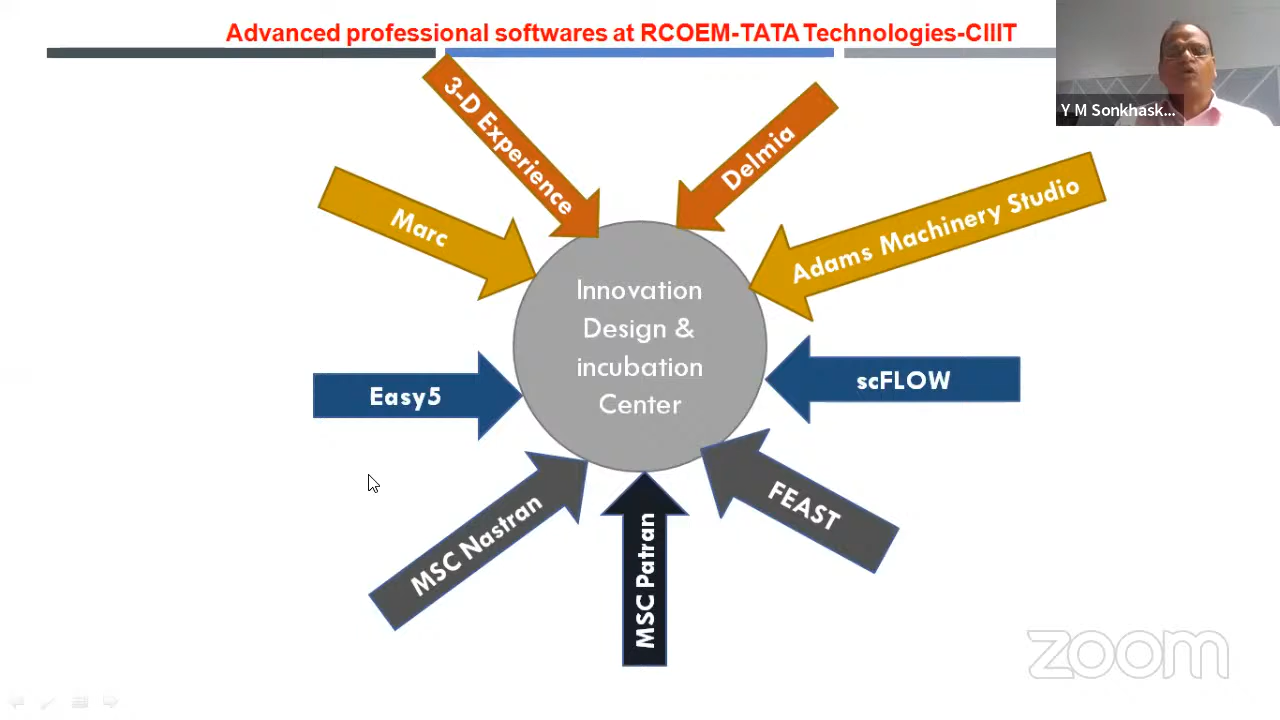 Advanced professional softwares at RCOEM-TATA Technologies-CIIIT
Y M Sonkhask...
3-D Experience
Delmia
Marc
Adams Machinery Studio
Innovation
Design &
incubation
Center
Easy5
scFLOW
MSC Nastran
MSC Patran
FEAST
zoom